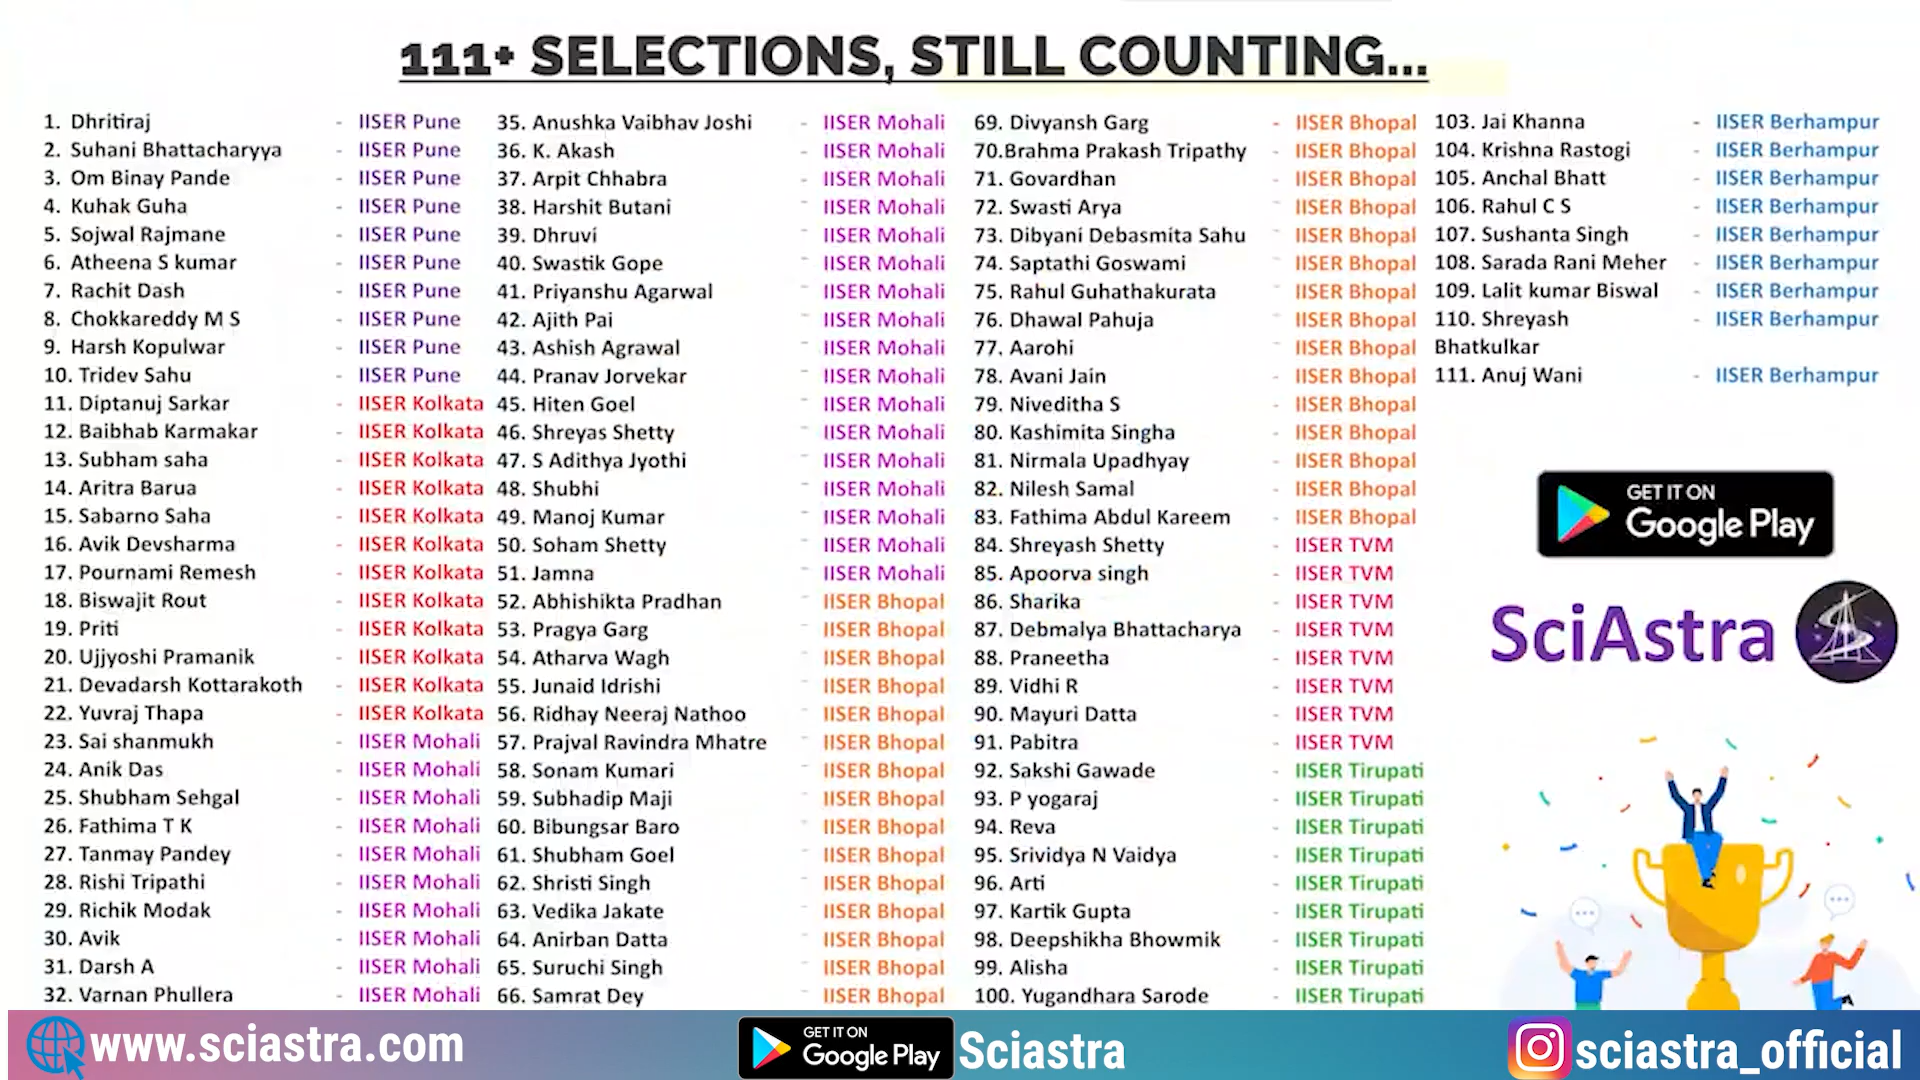 111+ SELECTIONS, STILL COUNTING...
1. Dhritiraj - IISER Pune
2. Suhani Bhattacharyya - IISER Pune
3. Om Binay Pande - IISER Pune
4. Kuhak Guha - IISER Pune
5. Sojwal Rajmane - IISER Pune
6. Atheena S kumar - IISER Pune
7. Rachit Dash - IISER Pune
8. Chokkareddy M S - IISER Pune
9. Harsh Kopulwar - IISER Pune
10. Tridev Sahu - IISER Pune
11. Diptanuj Sarkar - IISER Kolkata
12. Baibhab Karmakar - IISER Kolkata
13. Subham saha - IISER Kolkata
14. Aritra Barua - IISER Kolkata
15. Sabarno Saha - IISER Kolkata
16. Avik Devsharma - IISER Kolkata
17. Pournami Remesh - IISER Kolkata
18. Biswajit Rout - IISER Kolkata
19. Priti - IISER Kolkata
20. Ujjyoshi Pramanik - IISER Kolkata
21. Devadarsh Kottarakoth - IISER Kolkata
22. Yuvraj Thapa - IISER Kolkata
23. Sai shanmukh - IISER Mohali
24. Anik Das - IISER Mohali
25. Shubham Sehgal - IISER Mohali
26. Fathima T K - IISER Mohali
27. Tanmay Pandey - IISER Mohali
28. Rishi Tripathi - IISER Mohali
29. Richik Modak - IISER Mohali
30. Avik - IISER Mohali
31. Darsh A - IISER Mohali
32. Varnan Phullera - IISER Mohali
35. Anushka Vaibhav Joshi - IISER Mohali
36. K. Akash - IISER Mohali
37. Arpit Chhabra - IISER Mohali
38. Harshit Butani - IISER Mohali
39. Dhruvi - IISER Mohali
40. Swastik Gope - IISER Mohali
41. Priyanshu Agarwal - IISER Mohali
42. Ajith Pai - IISER Mohali
43. Ashish Agrawal - IISER Mohali
44. Pranav Jorvekar - IISER Mohali
45. Hiten Goel - IISER Mohali
46. Shreyas Shetty - IISER Mohali
47. S Adithya Jyothi - IISER Mohali
48. Shubhi - IISER Mohali
49. Manoj Kumar - IISER Mohali
50. Soham Shetty - IISER Mohali
51. Jamna - IISER Mohali
52. Abhishikta Pradhan - IISER Bhopal
53. Pragya Garg - IISER Bhopal
54. Atharva Wagh - IISER Bhopal
55. Junaid Idrishi - IISER Bhopal
56. Ridhay Neeraj Nathoo - IISER Bhopal
57. Prajval Ravindra Mhatre - IISER Bhopal
58. Sonam Kumari - IISER Bhopal
59. Subhadip Maji - IISER Bhopal
60. Bibungsar Baro - IISER Bhopal
61. Shubham Goel - IISER Bhopal
62. Shristi Singh - IISER Bhopal
63. Vedika Jakate - IISER Bhopal
64. Anirban Datta - IISER Bhopal
65. Suruchi Singh - IISER Bhopal
66. Samrat Dey - IISER Bhopal
69. Divyansh Garg - IISER Bhopal
70.Brahma Prakash Tripathy - IISER Bhopal
71. Govardhan - IISER Bhopal
72. Swasti Arya - IISER Bhopal
73. Dibyani Debasmita Sahu - IISER Bhopal
74. Saptathi Goswami - IISER Bhopal
75. Rahul Guhathakurata - IISER Bhopal
76. Dhawal Pahuja - IISER Bhopal
77. Aarohi - IISER Bhopal
78. Avani Jain - IISER Bhopal
79. Niveditha S - IISER Bhopal
80. Kashimita Singha - IISER Bhopal
81. Nirmala Upadhyay - IISER Bhopal
82. Nilesh Samal - IISER Bhopal
83. Fathima Abdul Kareem - IISER Bhopal
84. Shreyash Shetty - IISER TVM
85. Apoorva singh - IISER TVM
86. Sharika - IISER TVM
87. Debmalya Bhattacharya - IISER TVM
88. Praneetha - IISER TVM
89. Vidhi R - IISER TVM
90. Mayuri Datta - IISER TVM
91. Pabitra - IISER TVM
92. Sakshi Gawade - IISER Tirupati
93. P yogaraj - IISER Tirupati
94. Reva - IISER Tirupati
95. Srividya N Vaidya - IISER Tirupati
96. Arti - IISER Tirupati
97. Kartik Gupta - IISER Tirupati
98. Deepshikha Bhowmik - IISER Tirupati
99. Alisha - IISER Tirupati
100. Yugandhara Sarode - IISER Tirupati
103. Jai Khanna - IISER Berhampur
104. Krishna Rastogi - IISER Berhampur
105. Anchal Bhatt - IISER Berhampur
106. Rahul C S - IISER Berhampur
107. Sushanta Singh - IISER Berhampur
108. Sarada Rani Meher - IISER Berhampur
109. Lalit kumar Biswal - IISER Berhampur
110. Shreyash - IISER Berhampur
Bhatkulkar
111. Anuj Wani - IISER Berhampur
GET IT ON
Google Play
SciAstra
www.sciastra.com
GET IT ON
Google Play
Sciastra
sciastra_official